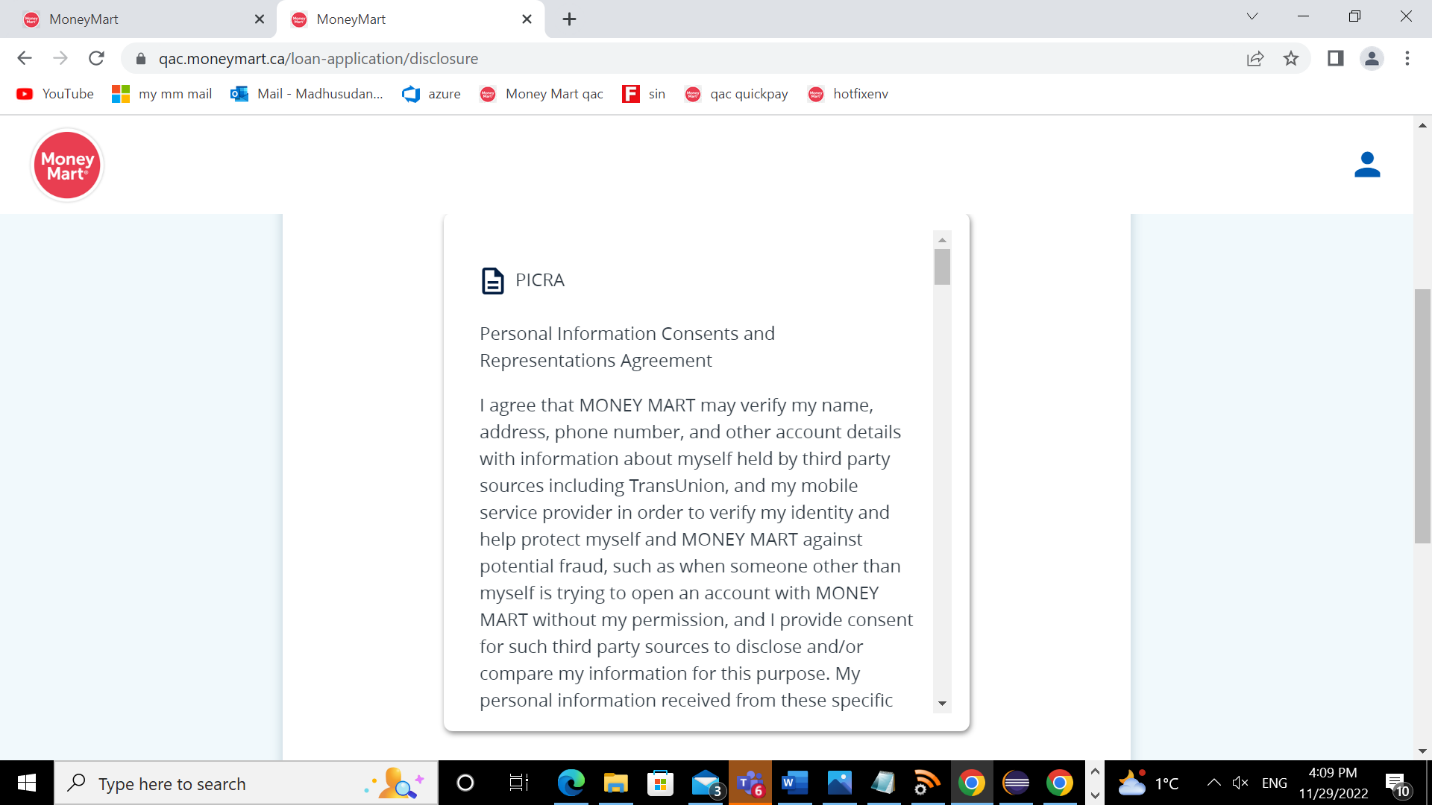 MoneyMart
MoneyMart
qac.moneymart.ca/loan-application/disclosure
YouTube
my mm mail
Mail - Madhusudan...
azure
Money Mart qac
sin
qac quickpay
hotfixenv
Money
Mart
PICRA
Personal Information Consents and
Representations Agreement
I agree that MONEY MART may verify my name,
address, phone number, and other account details
with information about myself held by third party
sources including TransUnion, and my mobile
service provider in order to verify my identity and
help protect myself and MONEY MART against
potential fraud, such as when someone other than
myself is trying to open an account with MONEY
MART without my permission, and I provide consent
for such third party sources to disclose and/or
compare my information for this purpose. My
personal information received from these specific
Type here to search
3
6
1°C
ENG
4:09 PM
11/29/2022
10